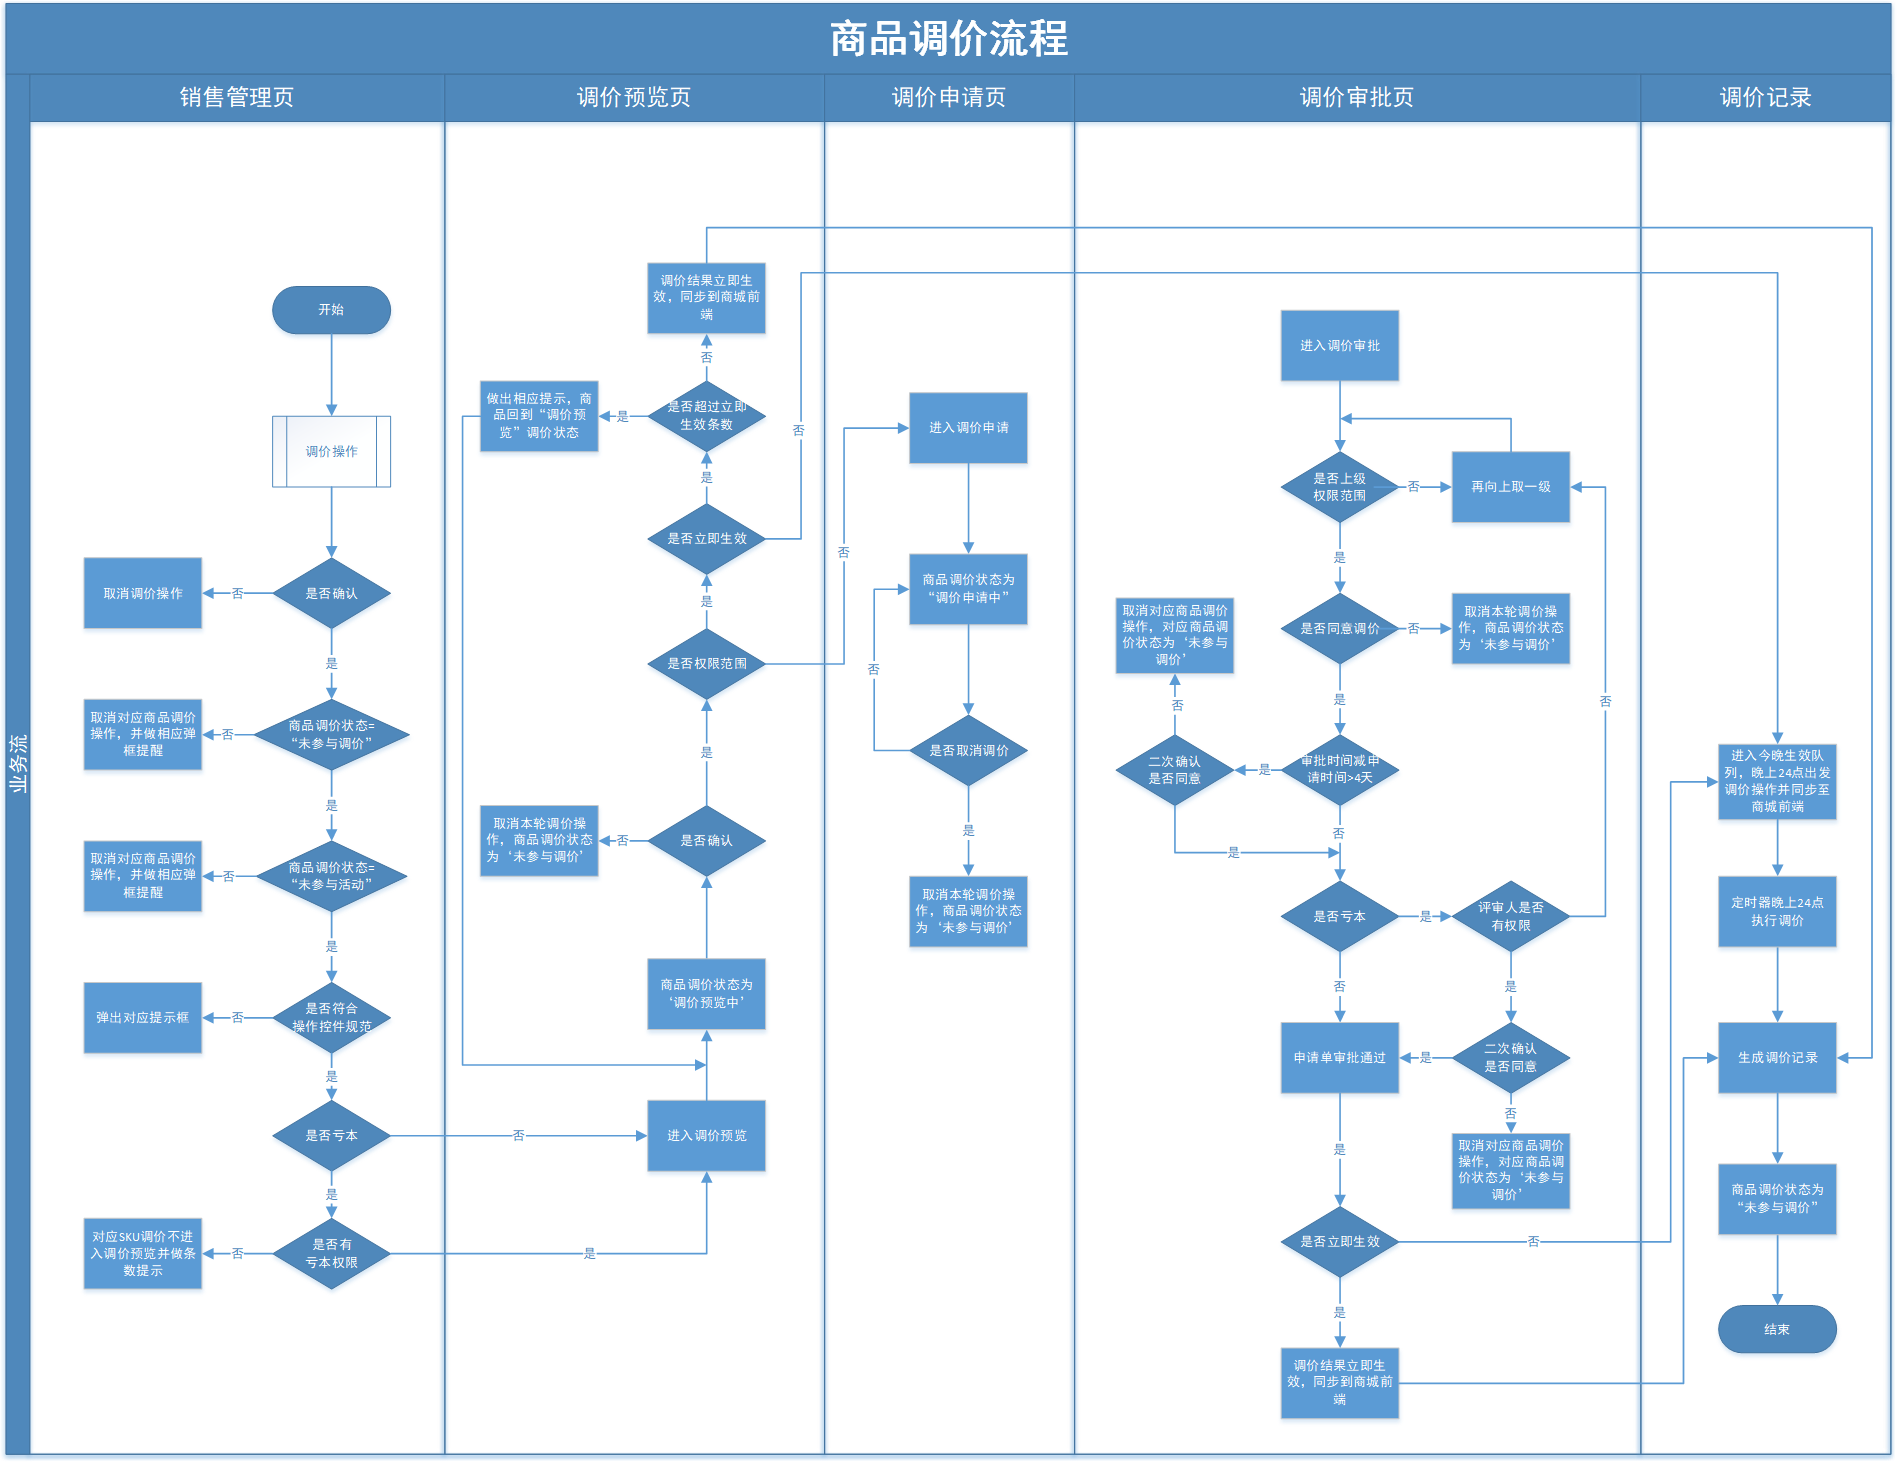 商品调价流程
业务流
销售管理页
调价预览页
调价申请页
调价审批页
调价记录
开始
调价操作
是否确认
否
取消调价操作
是
商品调价状态=
“未参与调价”
否
取消对应商品调价
操作，并做相应弹
框提醒
是
商品调价状态=
“未参与活动”
否
取消对应商品调价
操作，并做相应弹
框提醒
是
是否符合
操作控件规范
否
弹出对应提示框
是
是否亏本
否
是
是否有
亏本权限
否
对应SKU调价不进
入调价预览并做条
数提示
是
调价结果立即生
效，同步到商城前
端
否
是否超过立即
生效条数
是
做出相应提示，商
品回到“调价预
览”调价状态
是
是否立即生效
否
是
是否权限范围
否
是
是否确认
否
取消本轮调价操
作，商品调价状态
为‘未参与调价’
商品调价状态为
‘调价预览中’
进入调价预览
进入调价申请
商品调价状态为
“调价申请中”
否
是否取消调价
是
取消本轮调价操
作，商品调价状态
为‘未参与调价’
进入调价审批
是否上级
权限范围
否
再向上取一级
是
是否同意调价
否
取消本轮调价操
作，商品调价状态
为‘未参与调价’
是
审批时间减申
请时间>4天
是
二次确认
是否同意
否
取消对应商品调价
操作，对应商品调
价状态为‘未参与
调价’
是
否
是否亏本
是
评审人是否
有权限
否
否
是
申请单审批通过
是
二次确认
是否同意
否
取消对应商品调价
操作，对应商品调
价状态为‘未参与
调价’
是
是否立即生效
否
是
调价结果立即生
效，同步到商城前
端
进入今晚生效队
列，晚上24点出发
调价操作并同步至
商城前端
定时器晚上24点
执行调价
生成调价记录
商品调价状态为
“未参与调价”
结束